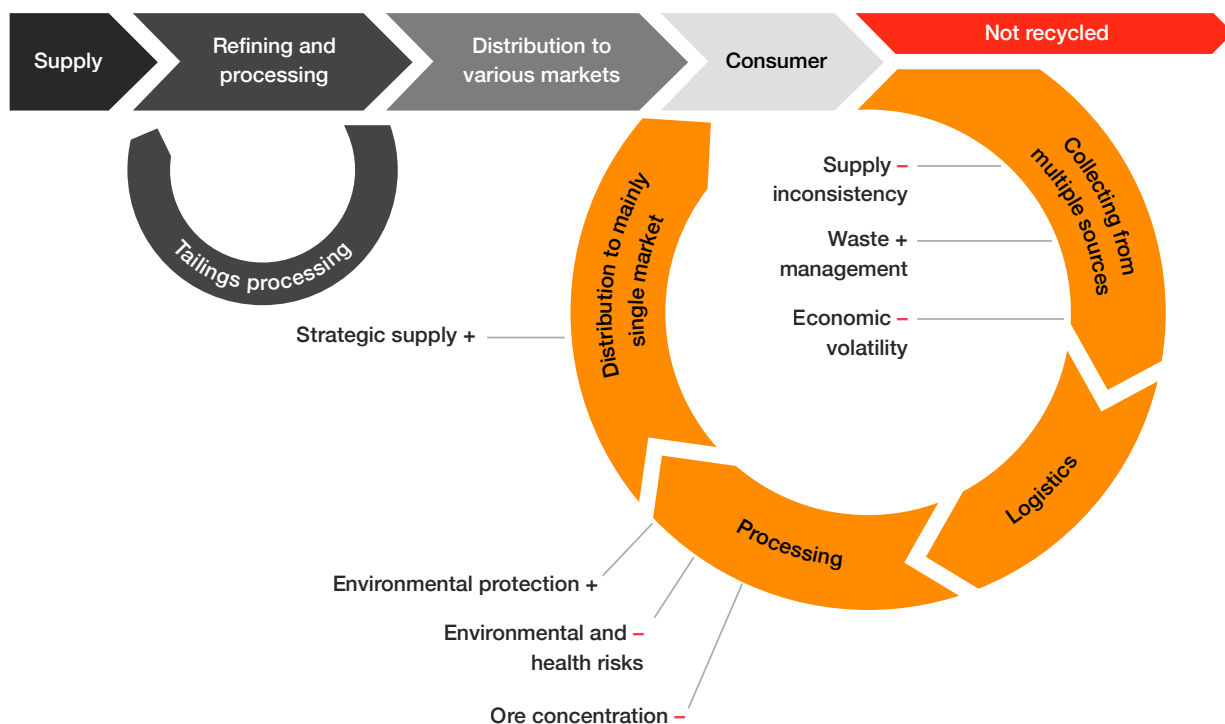 Supply
Refining and
processing
Distribution to
various markets
Consumer
Not recycled
Tailings processing
Collecting from
multiple sources
Supply –
inconsistency
Waste +
management
Economic –
volatility
Distribution to mainly
single market
Strategic supply +
Logistics
Processing
Environmental protection +
Environmental and –
health risks
Ore concentration –